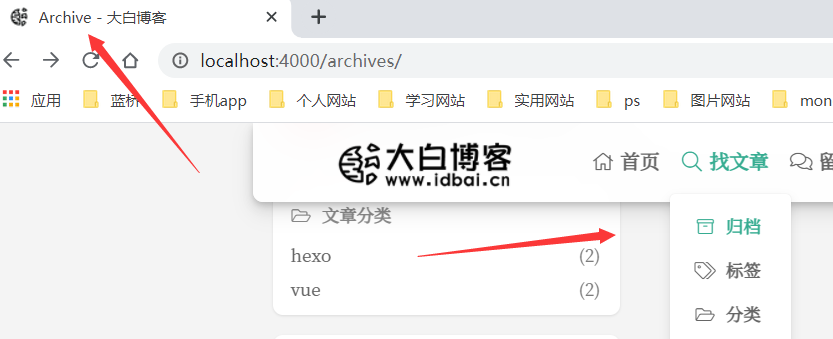 Archive - 大白博客
localhost:4000/archives/
应用 蓝桥 手机app 个人网站 学习网站 实用网站 ps 图片网站 mon
大白博客
www.idbai.cn
首页 找文章 留
文章分类
归档
hexo (2)
标签
vue (2)
分类